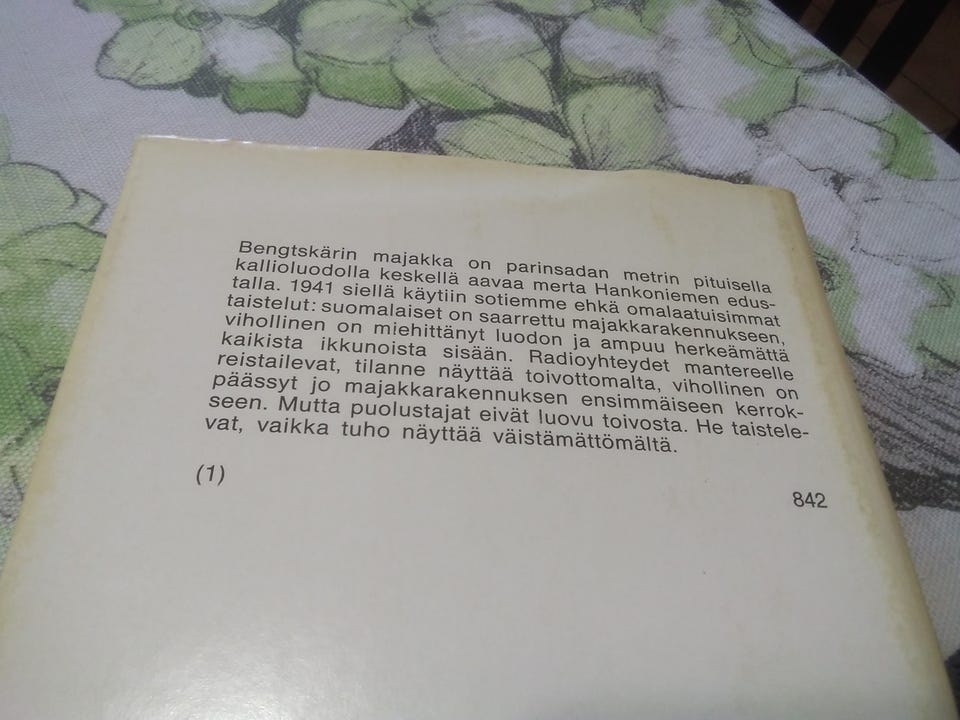 Bengtskärin majakka on parinsadan metrin pituisella
kallioluodolla keskellä aavaa merta Hankoniemen edus-
talla. 1941 siellä käytiin sotiemme ehkä omalaatuisimmat
taistelut: suomalaiset on saarrettu majakkarakennukseen,
vihollinen on miehittänyt luodon ja ampuu herkeämättä
kaikista ikkunoista sisään. Radioyhteydet mantereelle
reistailevat, tilanne näyttää toivottomalta, vihollinen on
päässyt jo majakkarakennuksen ensimmäiseen kerrok-
seen. Mutta puolustajat eivät luovu toivosta. He taistele-
vat, vaikka tuho näyttää väistämättömältä.
(1)
842